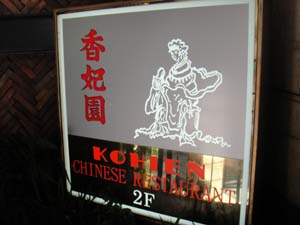 香妃園
KOHIEN
CHINESE RESTAURANT
2F